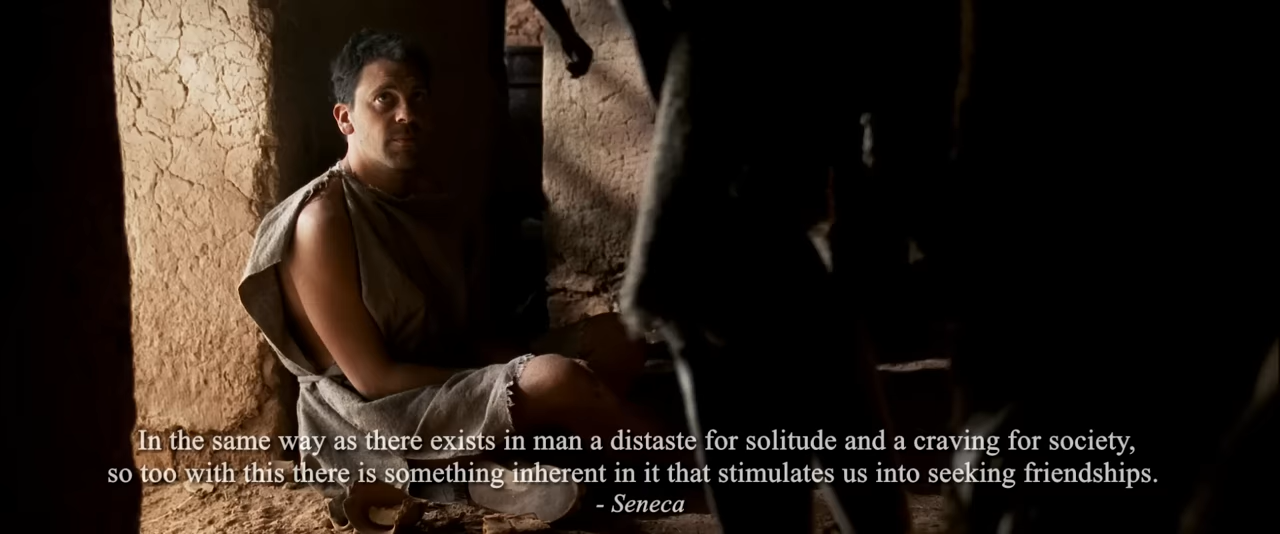 In the same way as there exists in man a distaste for solitude and a craving for society,
so too with this there is something inherent in it that stimulates us into seeking friendships.
- Seneca